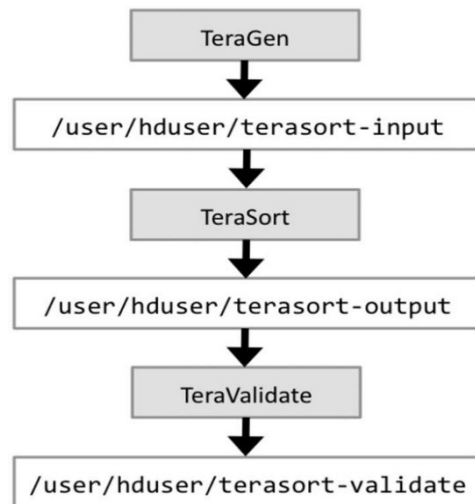 TeraGen
/user/hduser/terasort-input
TeraSort
/user/hduser/terasort-output
TeraValidate
/user/hduser/terasort-validate